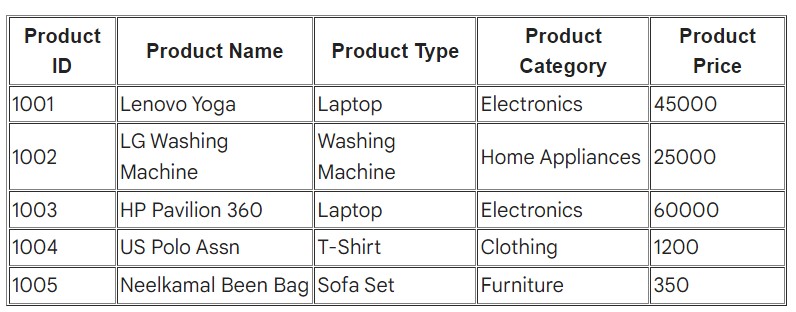 Product ID Product Name Product Type Product Category Product Price
1001 Lenovo Yoga Laptop Electronics 45000
1002 LG Washing Machine Washing Machine Home Appliances 25000
1003 HP Pavilion 360 Laptop Electronics 60000
1004 US Polo Assn T-Shirt Clothing 1200
1005 Neelkamal Been Bag Sofa Set Furniture 350